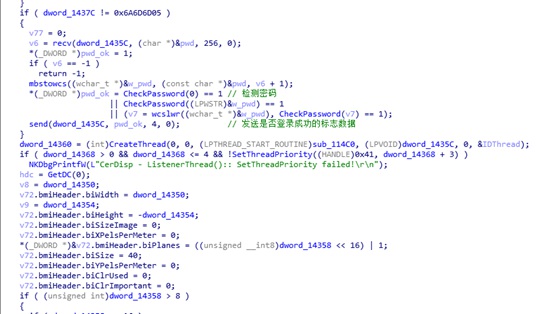 }
if ( dword_1437C != 0x6A6D6D05 )
{
v77 = 0;
v6 = recv(dword_1435C, (char *)&pwd, 256, 0);
*(_DWORD *)pwd_ok = 1;
if ( v6 == -1 )
return -1;
mbstowcs((wchar_t *)&w_pwd, (const char *)&pwd, v6 + 1);
*(_DWORD *)pwd_ok = CheckPassword(0) == 1 // 检测密码
|| CheckPassword((LPWSTR)&w_pwd) == 1
|| (v7 = wcslwr((wchar_t *)&w_pwd), CheckPassword(v7) == 1);
send(dword_1435C, pwd_ok, 4, 0); // 发送是否登录成功的标志数据
}
dword_14360 = (int)CreateThread(0, 0, (LPTHREAD_START_ROUTINE)sub_114C0, (LPVOID)dword_1435C, 0, &IDThread);
if ( dword_14368 > 0 && dword_14368 <= 4 && !SetThreadPriority((HANDLE)0x41, dword_14368 + 3) )
NKDbgPrintfW(L"CerDisp - ListenerThread():: SetThreadPriority failed!\r\n");
hdc = GetDC(0);
v8 = dword_14350;
v72.bmiHeader.biWidth = dword_14350;
v9 = dword_14354;
v72.bmiHeader.biHeight = -dword_14354;
v72.bmiHeader.biSizeImage = 0;
v72.bmiHeader.biXPelsPerMeter = 0;
*(_DWORD *)&v72.bmiHeader.biPlanes = ((unsigned __int8)dword_14358 << 16) | 1;
v72.bmiHeader.biSize = 40;
v72.bmiHeader.biYPelsPerMeter = 0;
v72.bmiHeader.biClrUsed = 0;
v72.bmiHeader.biClrImportant = 0;
if ( (unsigned int)dword_14358 > 8 )
{